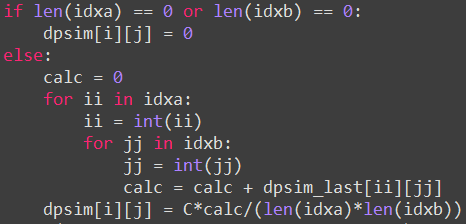 if len(idxa) == 0 or len(idxb) == 0:
    dpsim[i][j] = 0
else:
    calc = 0
    for ii in idxa:
        ii = int(ii)
        for jj in idxb:
            jj = int(jj)
            calc = calc + dpsim_last[ii][jj]
    dpsim[i][j] = C*calc/(len(idxa)*len(idxb))